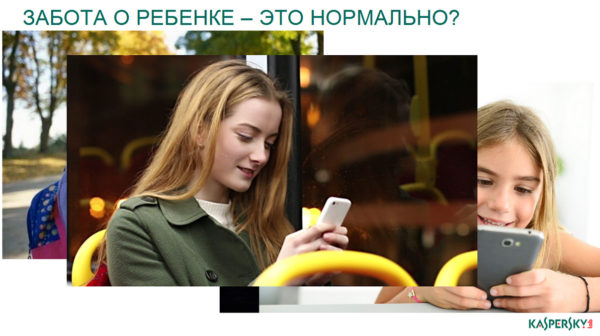 ЗАБОТА О РЕБЕНКЕ – ЭТО НОРМАЛЬНО?
KASPERSKY